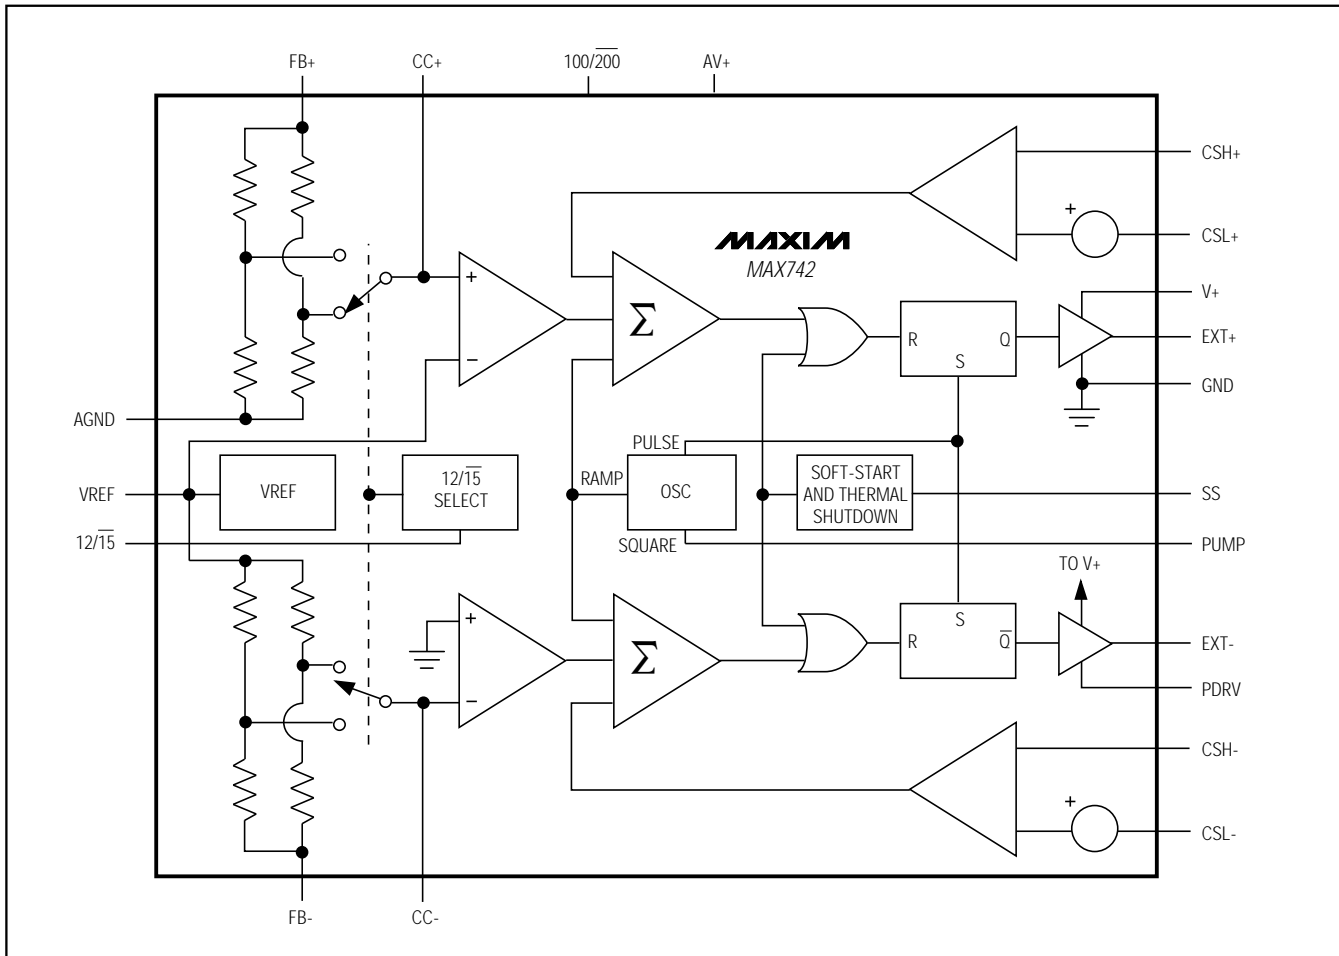 FB+ CC+ 100/200 AV+
CSH+
+
CSL+
MAXIM
MAX742
V+
+
Σ
R Q
S
EXT+
−
GND
AGND
PULSE
VREF
VREF
12/15
SELECT
RAMP
OSC
SOFT-START
AND THERMAL
SHUTDOWN
SS
12/15
SQUARE
PUMP
TO V+
+
Σ
S
R Q
EXT-
−
PDRV
CSH-
+
CSL-
FB- CC-